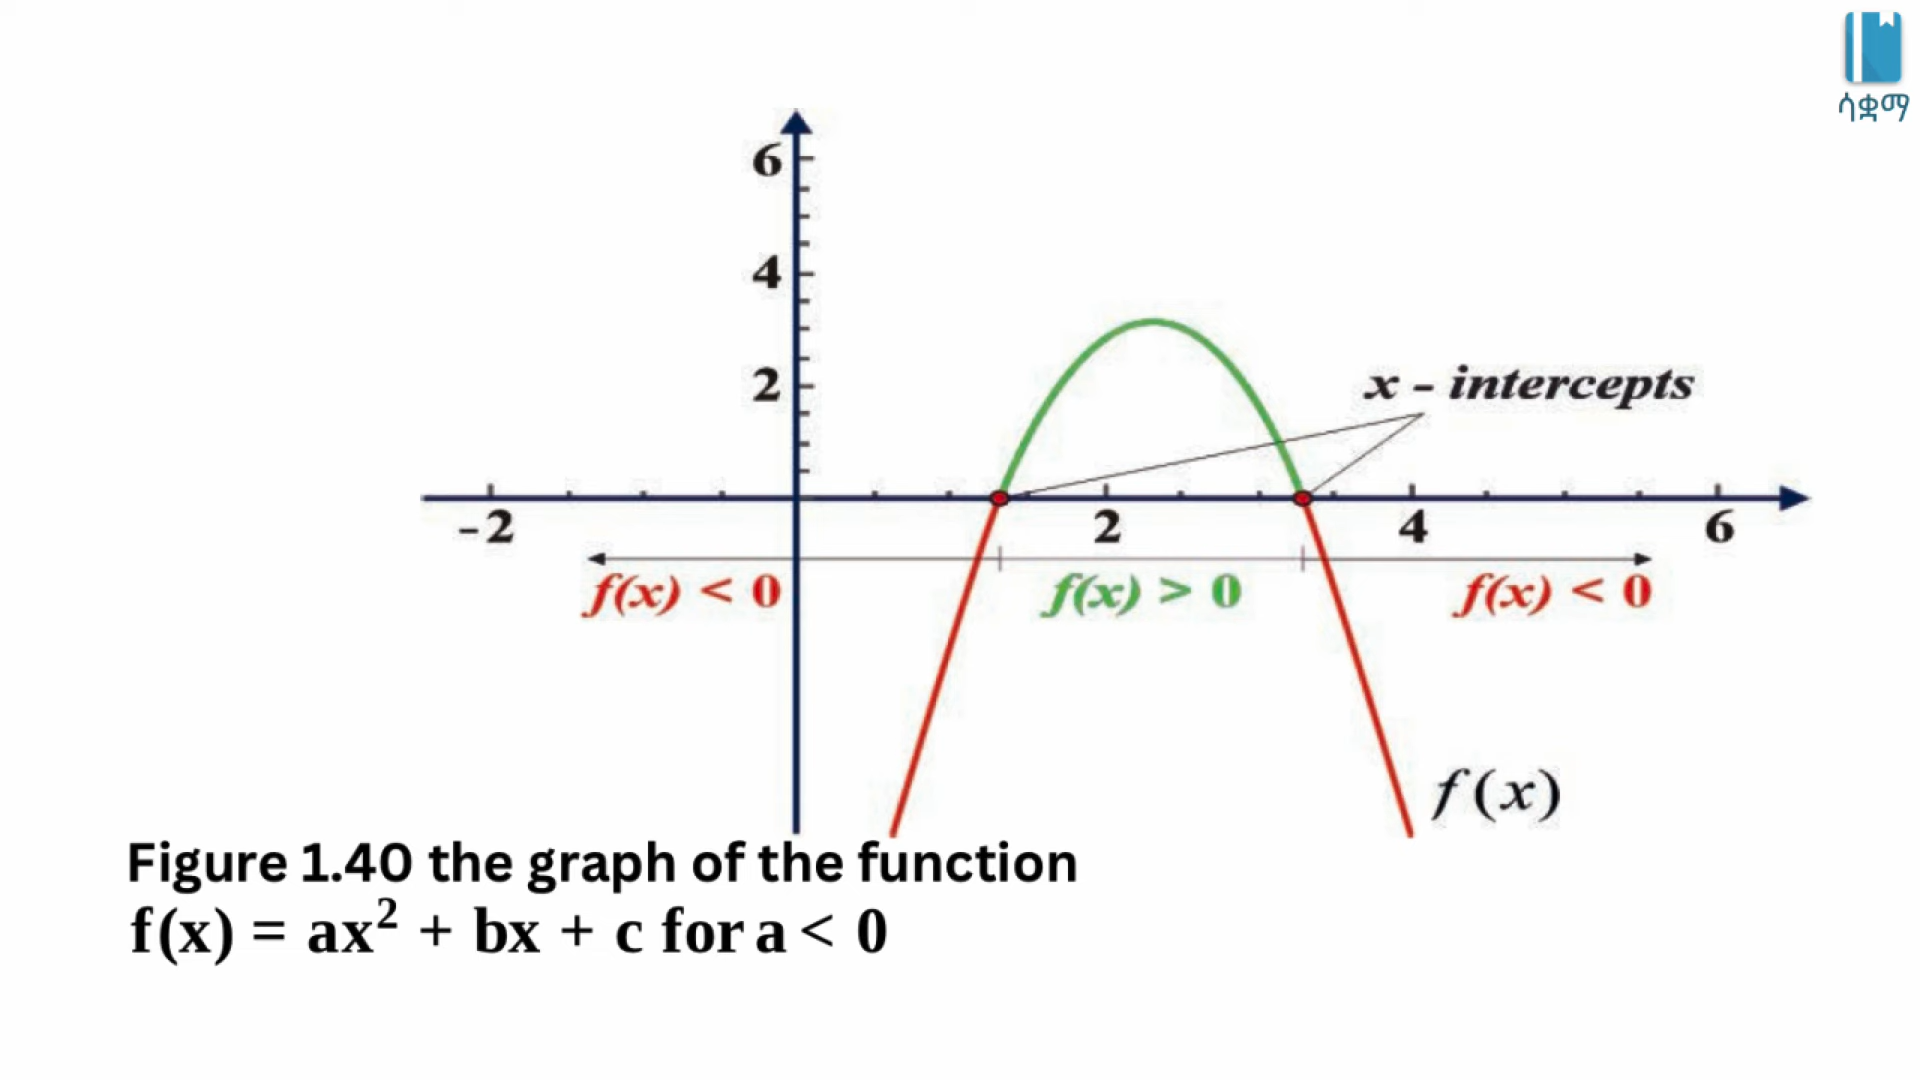 ሳቋማ
6
4
2
x - intercepts
-2 2 4 6
f(x) < 0 f(x) > 0 f(x) < 0
f(x)
Figure 1.40 the graph of the function
f(x) = ax² + bx + c for a < 0